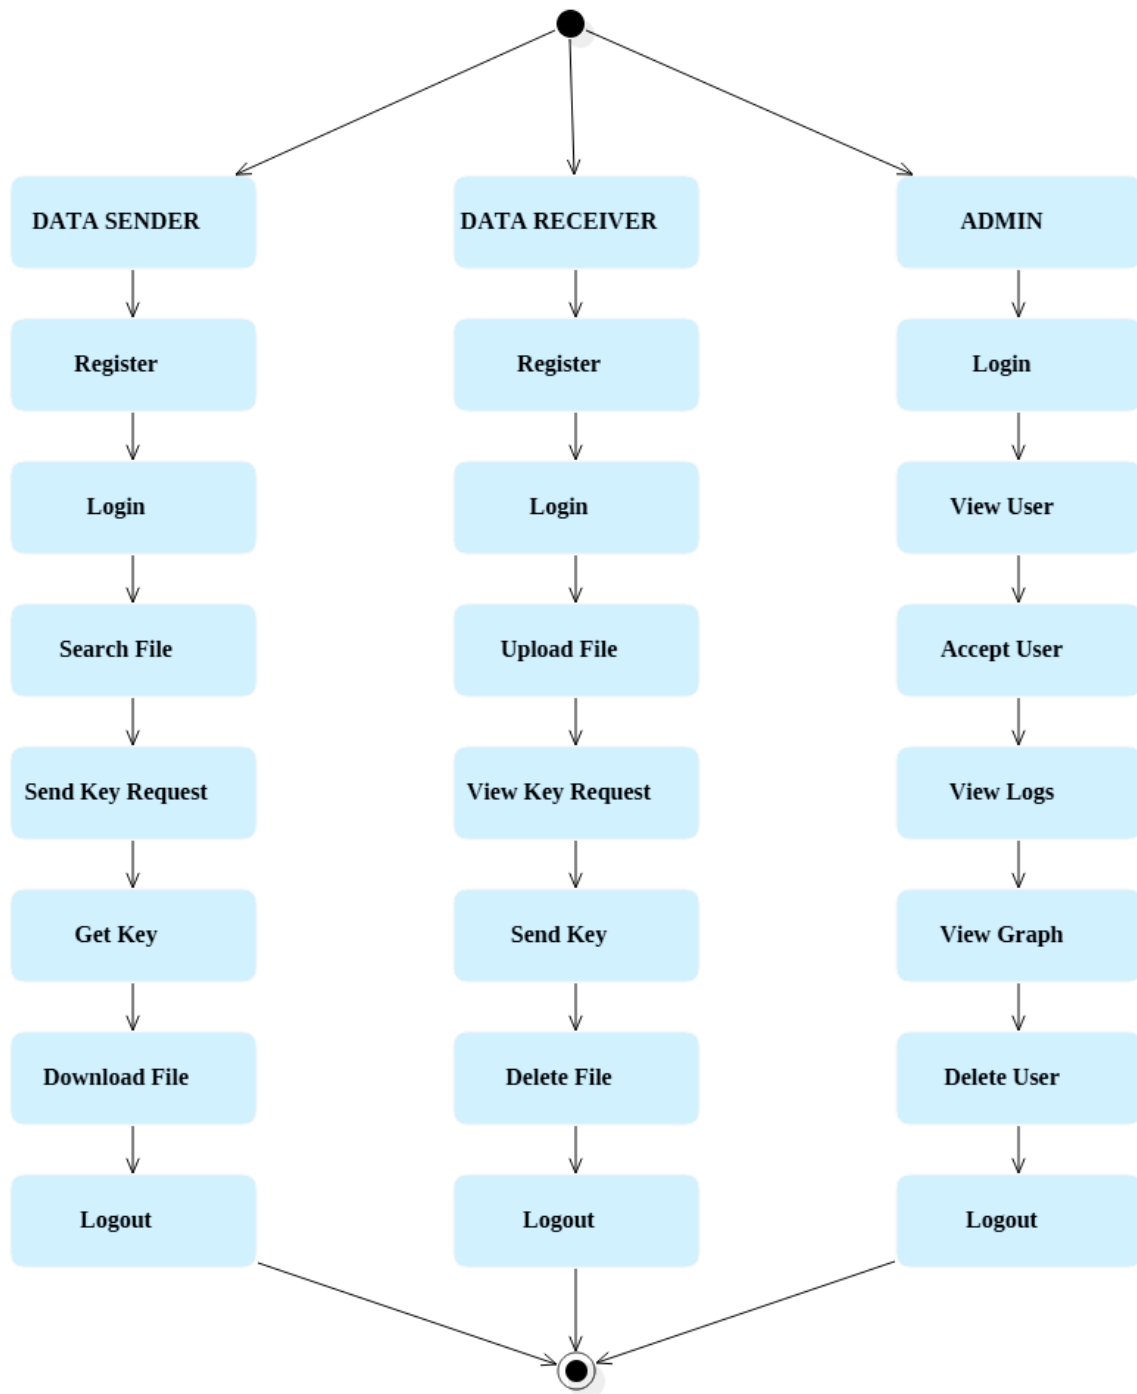 DATA SENDER
DATA RECEIVER
ADMIN
Register
Register
Login
Login
Login
View User
Search File
Upload File
Accept User
Send Key Request
View Key Request
View Logs
Get Key
Send Key
View Graph
Download File
Delete File
Delete User
Logout
Logout
Logout